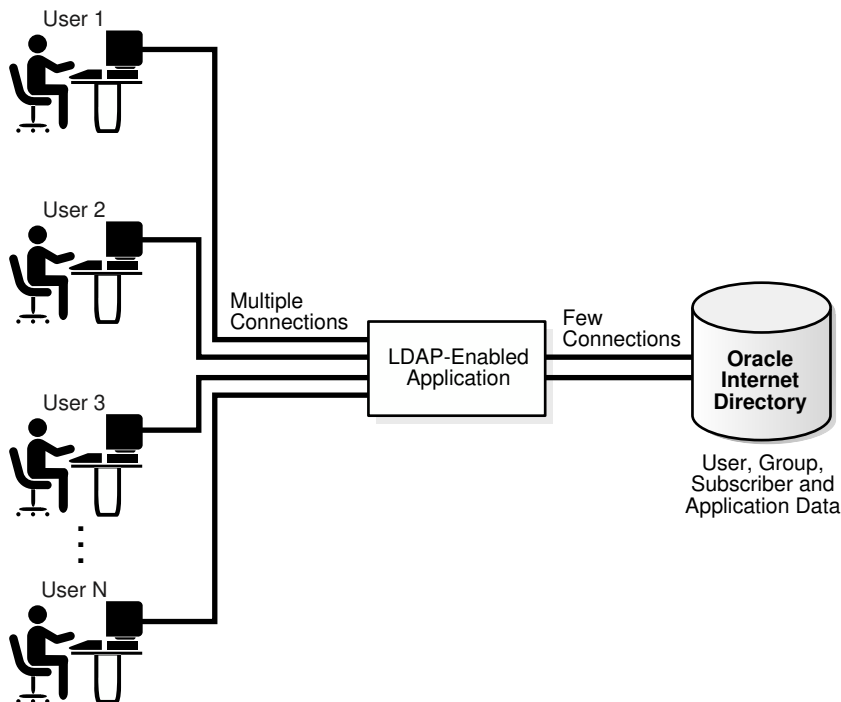 User 1
User 2
Multiple
Connections
LDAP-Enabled
Application
Few
Connections
Oracle
Internet
Directory
User, Group,
Subscriber and
Application Data
User 3
User N